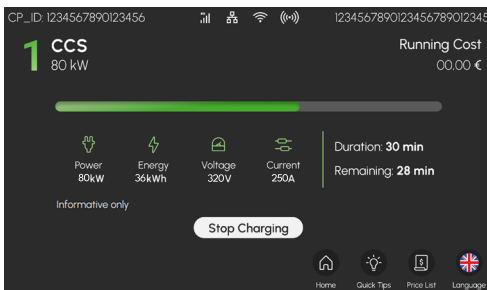 CP_ID: 1234567890123456
1234567890123456789012345
1 CCS
80 kW
Running Cost
00,00 €
Power
80kW
Energy
36kWh
Voltage
320V
Current
250A
Duration: 30 min
Remaining: 28 min
Informative only
Stop Charging
Home
Quick Tips
Price List
Language